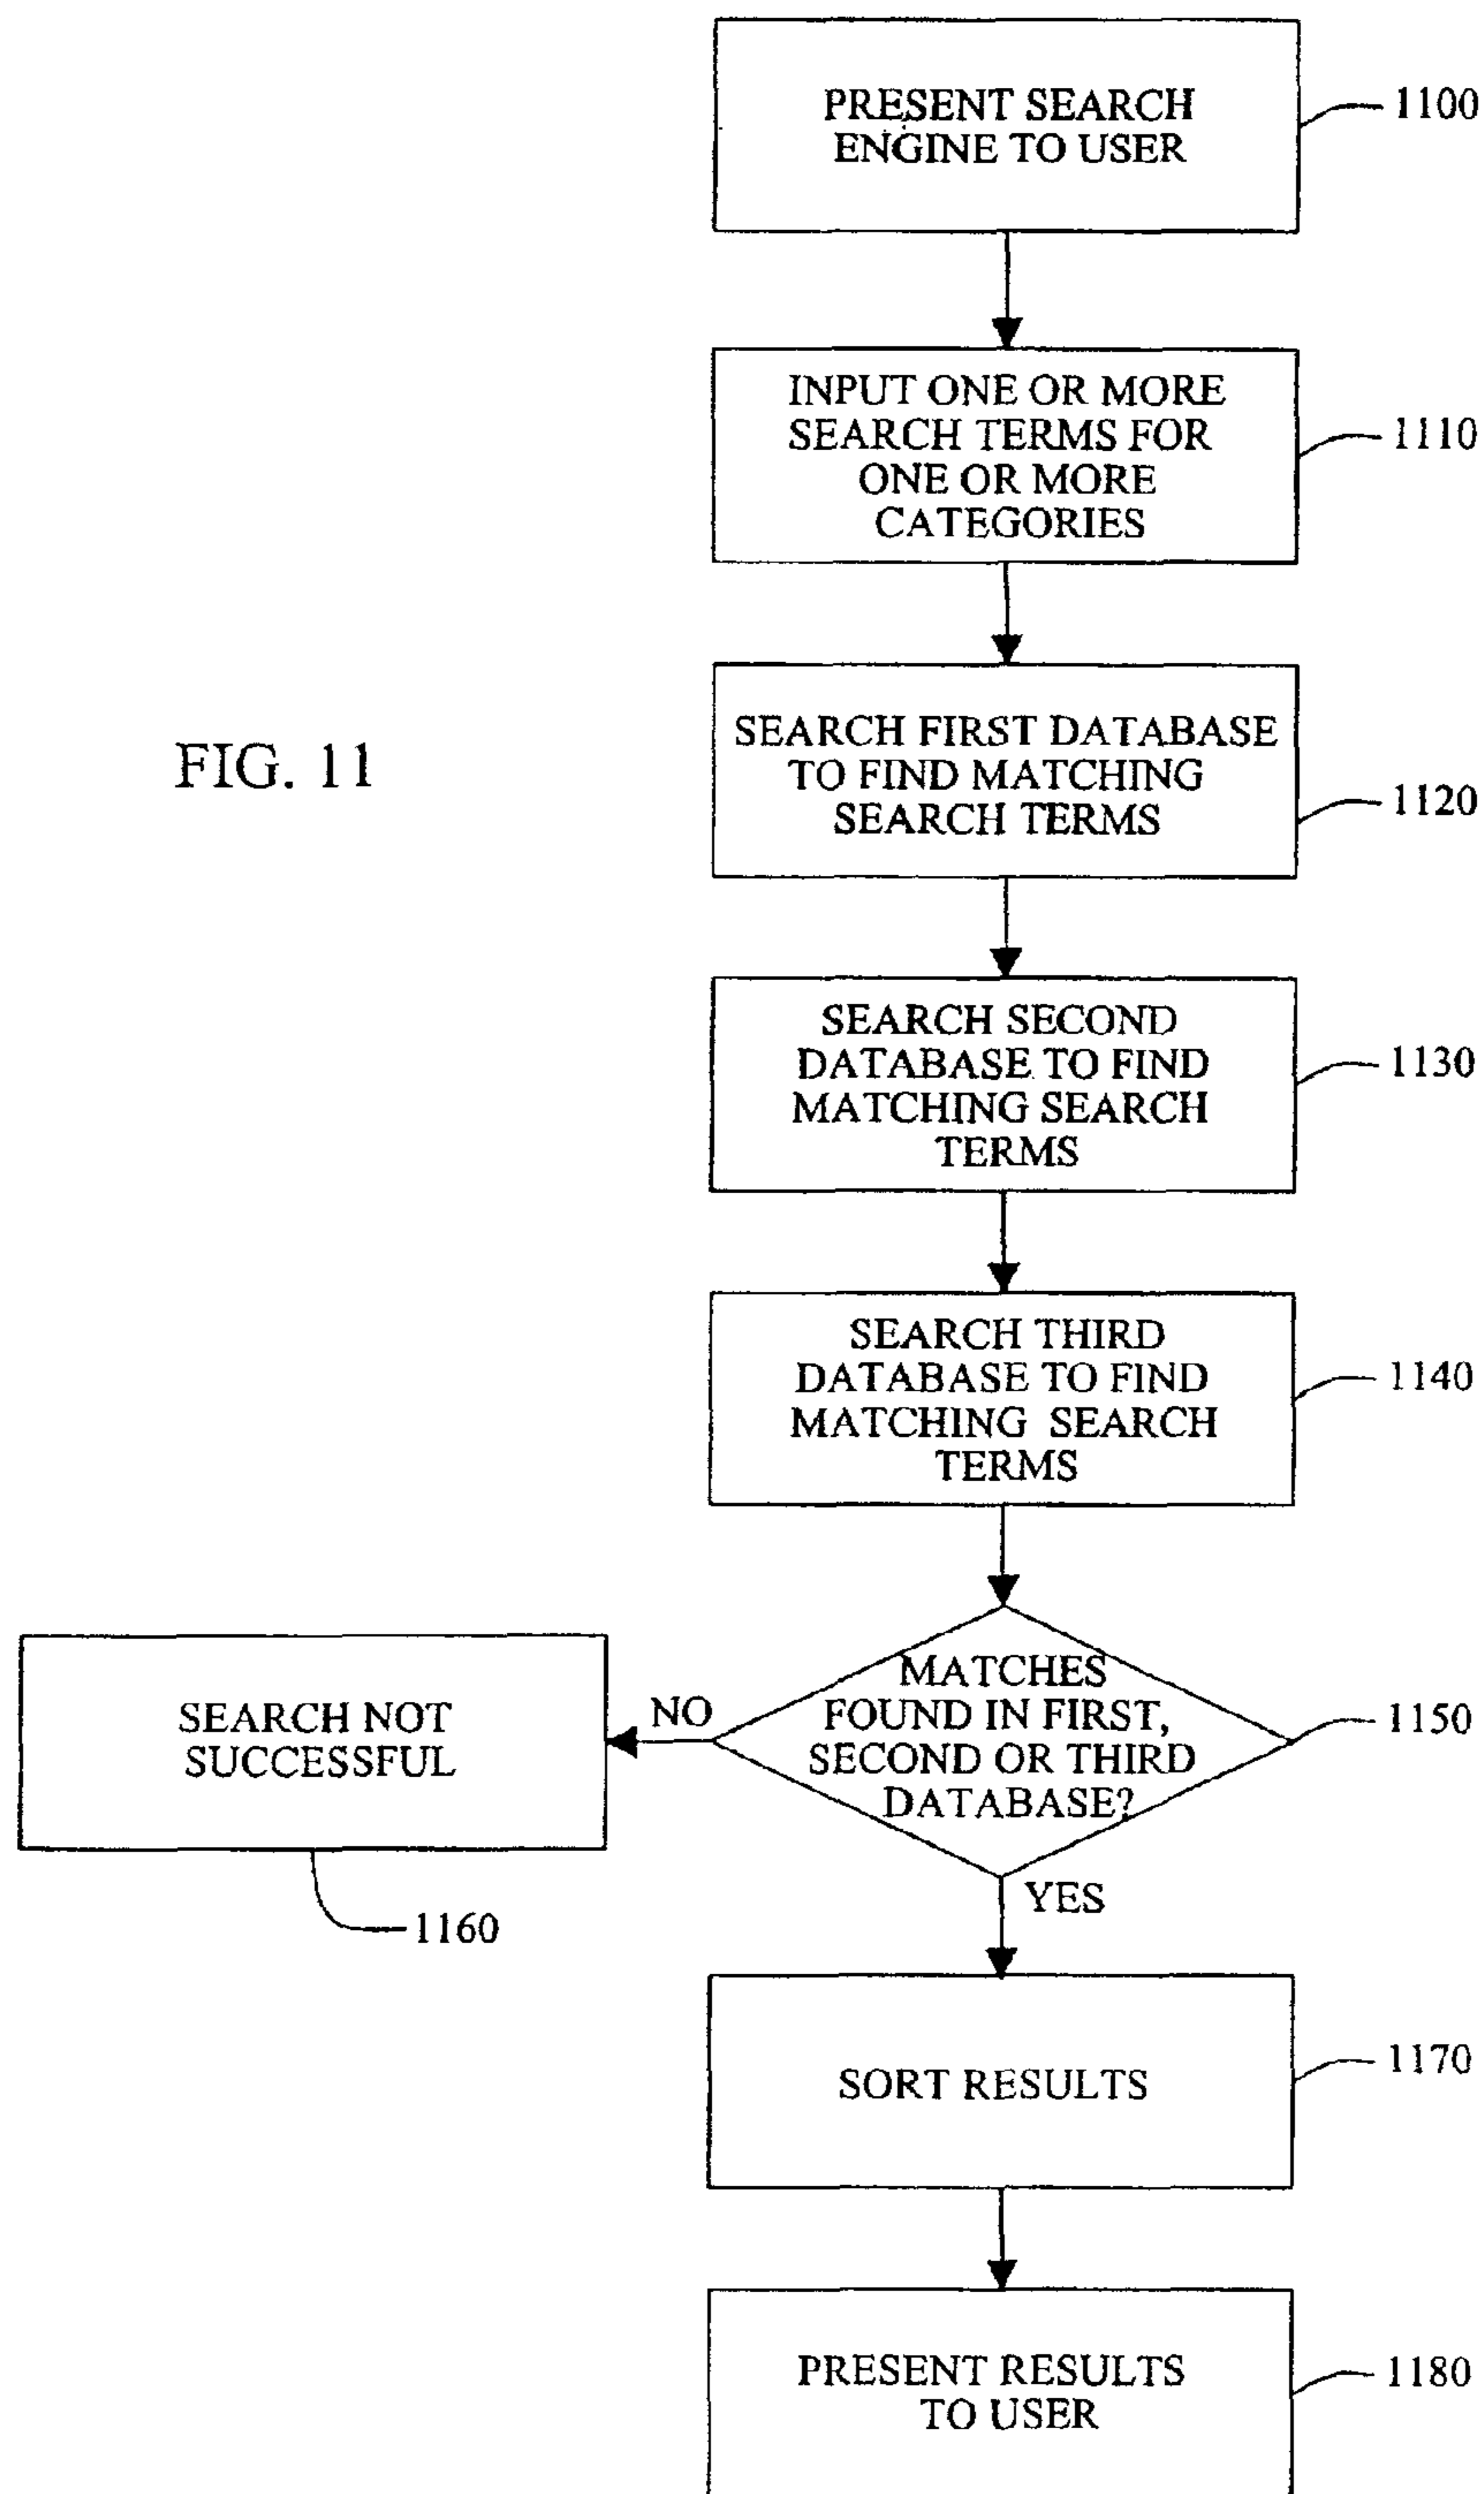 PRESENT SEARCH
ENGINE TO USER
1100
INPUT ONE OR MORE
SEARCH TERMS FOR
ONE OR MORE
CATEGORIES
1110
FIG. 11
SEARCH FIRST DATABASE
TO FIND MATCHING
SEARCH TERMS
1120
SEARCH SECOND
DATABASE TO FIND
MATCHING SEARCH
TERMS
1130
SEARCH THIRD
DATABASE TO FIND
MATCHING SEARCH
TERMS
1140
MATCHES
FOUND IN FIRST,
SECOND OR THIRD
DATABASE?
1150
NO
SEARCH NOT
SUCCESSFUL
1160
YES
SORT RESULTS
1170
PRESENT RESULTS
TO USER
1180